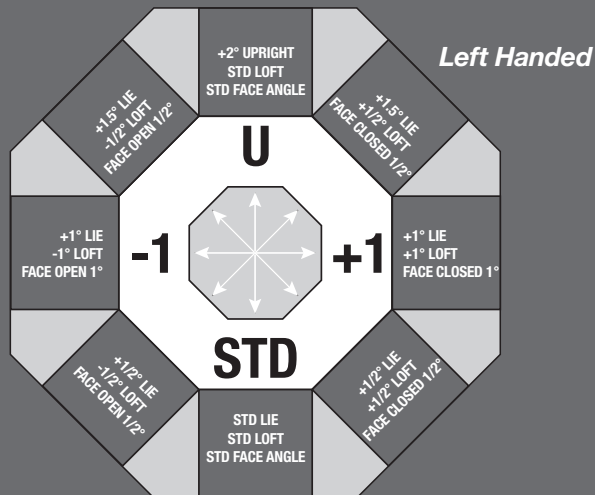 Left Handed
+2° UPRIGHT
STD LOFT
STD FACE ANGLE
+1.5° LIE
-1/2° LOFT
FACE OPEN 1/2°
+1.5° LIE
+1/2° LOFT
FACE CLOSED 1/2°
U
+1° LIE
-1° LOFT
FACE OPEN 1°
-1
+1
+1° LIE
+1° LOFT
FACE CLOSED 1°
STD
+1/2° LIE
-1/2° LOFT
FACE OPEN 1/2°
+1/2° LIE
+1/2° LOFT
FACE CLOSED 1/2°
STD LIE
STD LOFT
STD FACE ANGLE